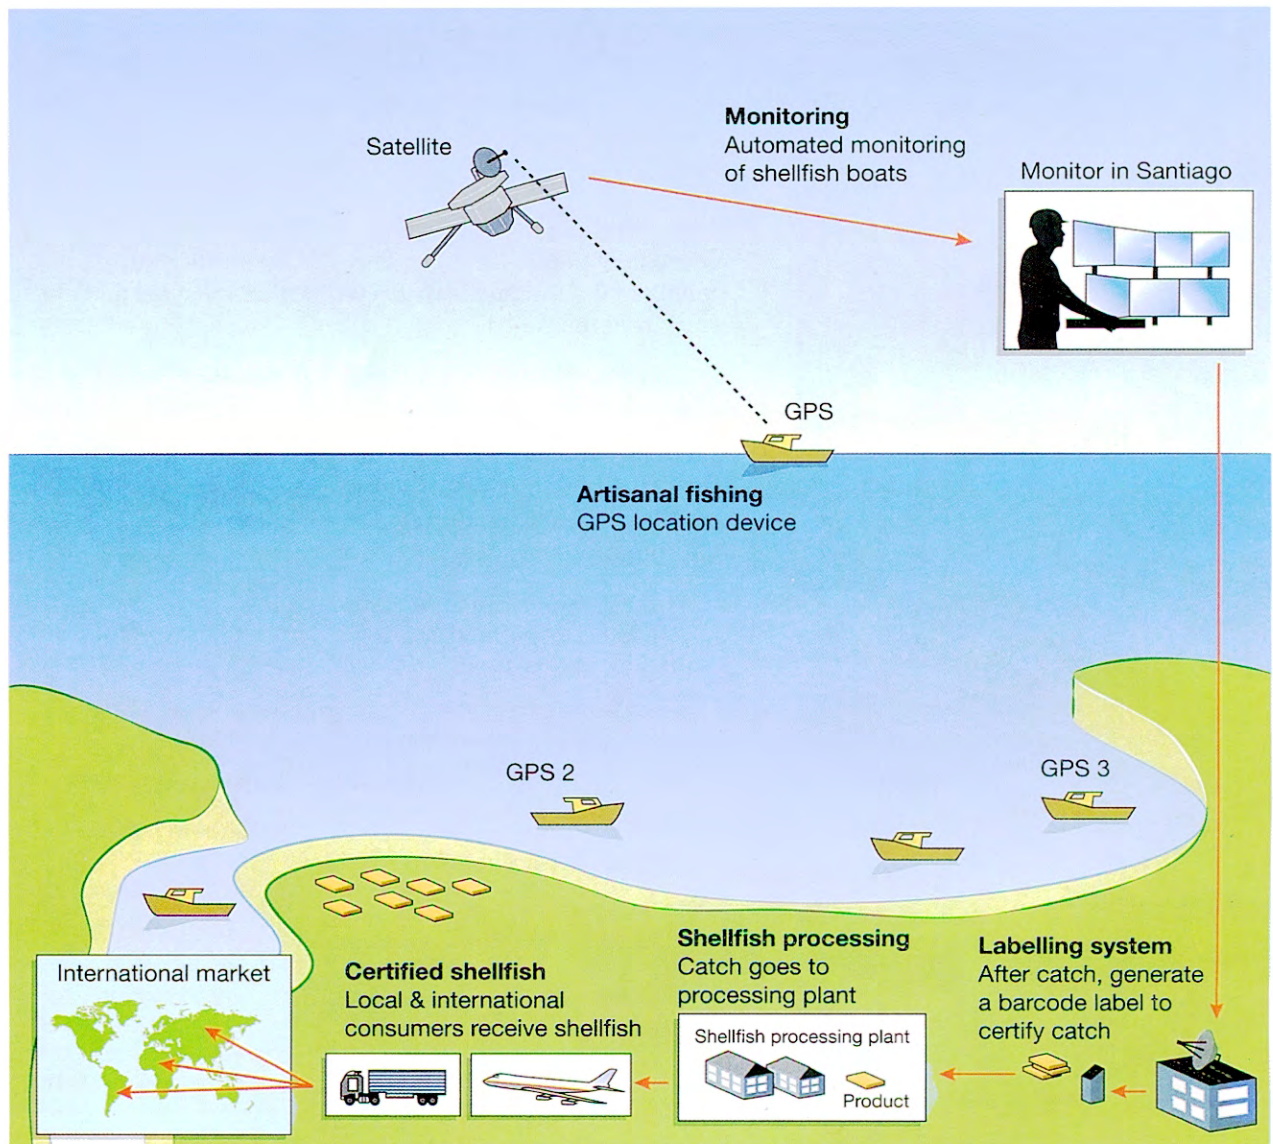 Satellite
Monitoring
Automated monitoring
of shellfish boats
Monitor in Santiago
GPS
Artisanal fishing
GPS location device
GPS 2
GPS 3
International market
Certified shellfish
Local & international
consumers receive shellfish
Shellfish processing
Catch goes to
processing plant
Shellfish processing plant
Product
Labelling system
After catch, generate
a barcode label to
certify catch